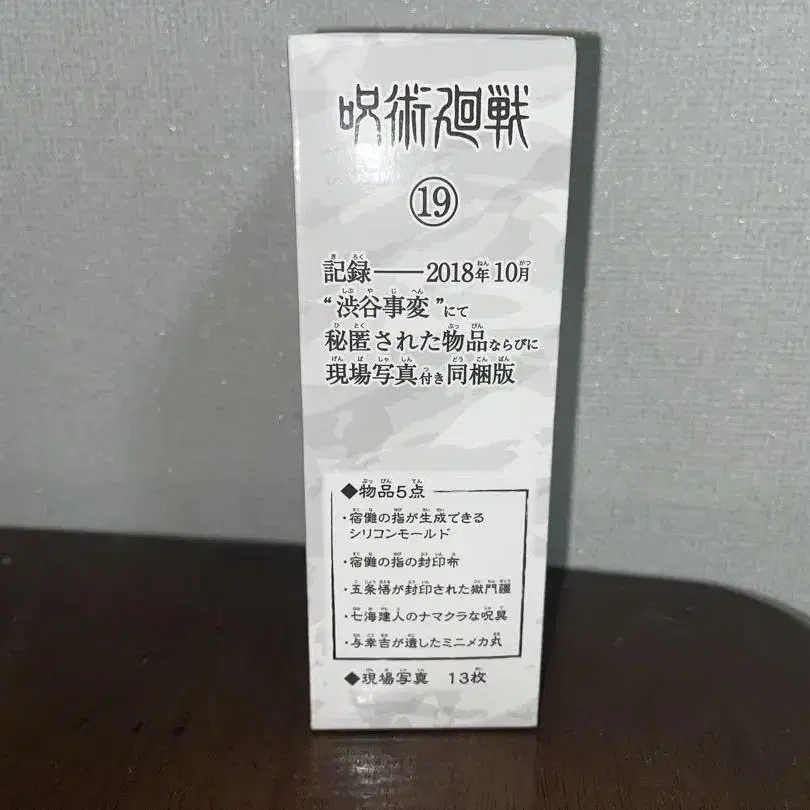 呪術廻戦
⑲
記録――2018年10月
“渋谷事変”にて
秘匿された物品ならびに
現場写真付き同梱版
◆物品5点
・宿儺の指が生成できる
シリコンモールド
・宿儺の指の封印布
・五条悟が封印された獄門疆
・七海建人のナマクラな呪具
・与幸吉が遺したミニメカ丸
◆現場写真 13枚